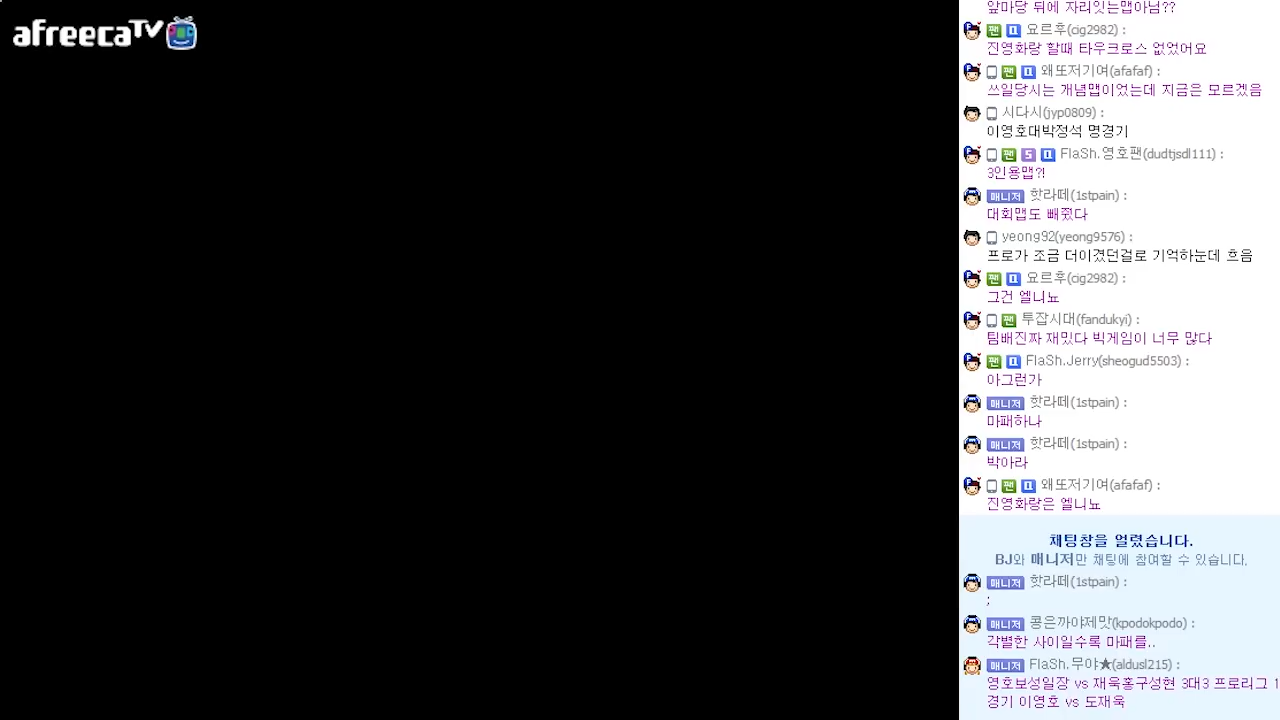 afreecaTV
앞마당 뒤에 자리잇는맵아님??
팬 요르후(cig2982) :
진영화랑 할때 타우크로스 없었어요
팬 왜또저기여(afafaf) :
쓰일당시는 개념맵이었는데 지금은 모르겠음
시다시(jyp0809) :
이영호대박정석 명경기
팬 S FlaSh.영호팬(dudtjsdl111) :
3인용맵?!
매니저 핫라떼(1stpain) :
대회맵도 빼줬다
yeong92(yeong9576) :
프로가 조금 더이겼던걸로 기억하눈데 흐음
팬 요르후(cig2982) :
그건 엘니뇨
팬 투잡시대(fandukyi) :
팀배진짜 재밌다 빅게임이 너무 많다
팬 FlaSh.Jerry(sheogud5503) :
아그런가
매니저 핫라떼(1stpain) :
마패하나
매니저 핫라떼(1stpain) :
박아라
팬 왜또저기여(afafaf) :
진영화랑은 엘니뇨
채팅창을 얼렸습니다.
BJ와 매니저만 채팅에 참여할 수 있습니다.
매니저 핫라떼(1stpain) :
;
매니저 콩은까야제맛(kpodokpodo) :
각별한 사이일수록 마패를..
매니저 FlaSh.무야★(aldusl215) :
영호보성일장 vs 재욱홍구성현 3대3 프로리그 1
경기 이영호 vs 도재욱